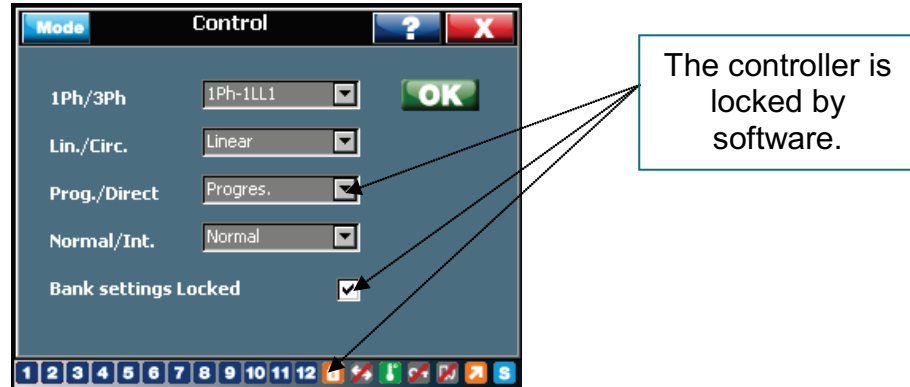 Mode Control ? X
1Ph/3Ph 1Ph-1LL1 OK
Lin./Circ. Linear
Prog./Direct Progres.
Normal/Int. Normal
Bank settings Locked
1 2 3 4 5 6 7 8 9 10 11 12 S
The controller is
locked by
software.